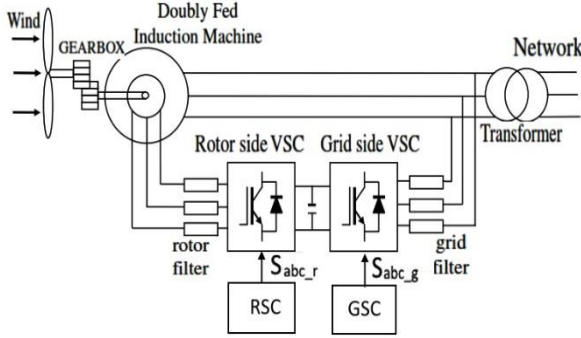 Doubly Fed
Induction Machine
Wind
GEARBOX
Network
Transformer
Rotor side VSC
Grid side VSC
rotor
filter
grid
filter
Sabc_r
Sabc_g
RSC
GSC